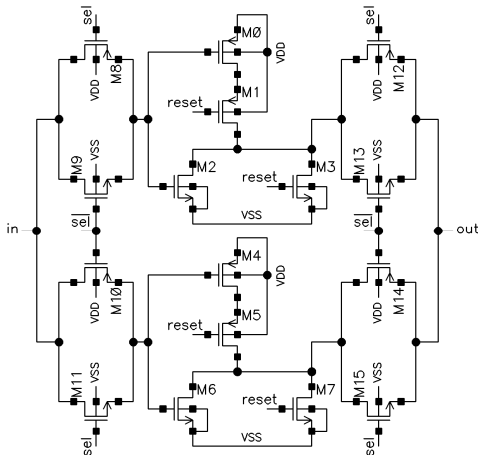 sel
sel
M8
VDD
M0
VDD
M1
reset
M12
VDD
M9
VSS
M2
reset
M3
M13
VSS
VSS
in
sel
sel
out
M10
VDD
M4
VDD
M5
reset
M14
VDD
M11
VSS
M6
reset
M7
M15
VSS
VSS
sel
sel